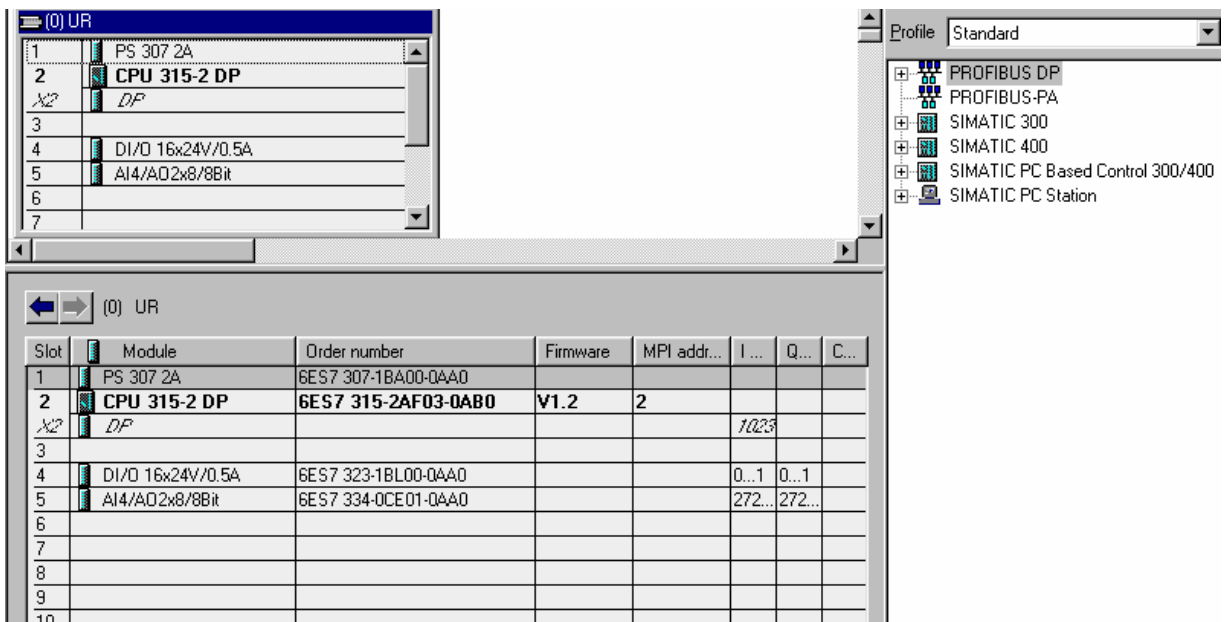 (0) UR
1 PS 307 2A
2 CPU 315-2 DP
X2 DP
3
4 DI/O 16x24V/0.5A
5 AI4/AO2x8/8Bit
6
7
Profile Standard
PROFIBUS DP
PROFIBUS-PA
SIMATIC 300
SIMATIC 400
SIMATIC PC Based Control 300/400
SIMATIC PC Station
(0) UR
Slot Module Order number Firmware MPI addr... I ... Q... C...
1 PS 307 2A 6ES7 307-1BA00-0AA0
2 CPU 315-2 DP 6ES7 315-2AF03-0AB0 V1.2 2
X2 DP 1023
3
4 DI/O 16x24V/0.5A 6ES7 323-1BL00-0AA0 0...1 0...1
5 AI4/AO2x8/8Bit 6ES7 334-0CE01-0AA0 272... 272...
6
7
8
9
10